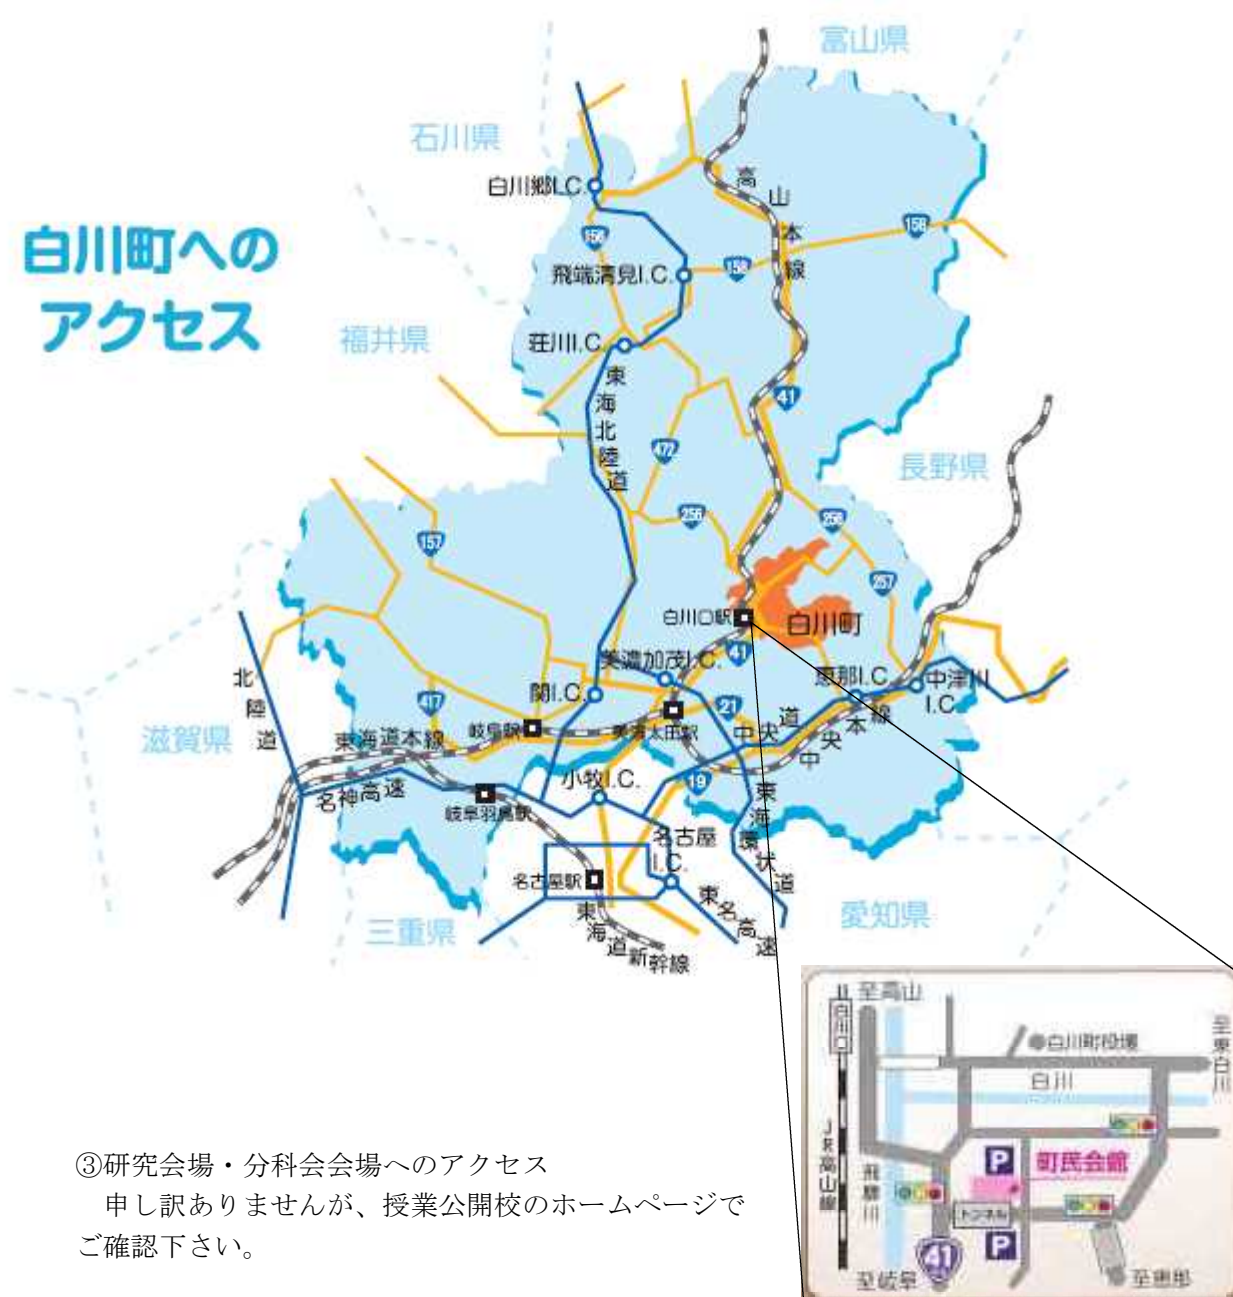 富山県
石川県
白川郷I.C.
高山本線
156
158
158
白川町への
アクセス
飛端清見I.C.
福井県
荘川I.C
東海北陸道
41
472
長野県
256
256
157
257
白川口駅
白川町
41
美濃加茂I.C.
恵那I.C
中津川
I.C.
関I.C.
北陸道
417
21
滋賀県
岐阜駅
美濃太田駅
中央道
中央本線
東海道本線
19
小牧I.C.
名神高速
岐阜羽島駅
東海環状道
名古屋
I.C.
名古屋駅
東名高速
三重県
愛知県
東海道新幹線
至高山
白川口
白川町役場
至東白川
白川
JR高山線
飛騨川
P
町民会館
トンネル
P
41
至岐阜
至恵那
③研究会場・分科会会場へのアクセス
申し訳ありませんが、授業公開校のホームページで
ご確認下さい。